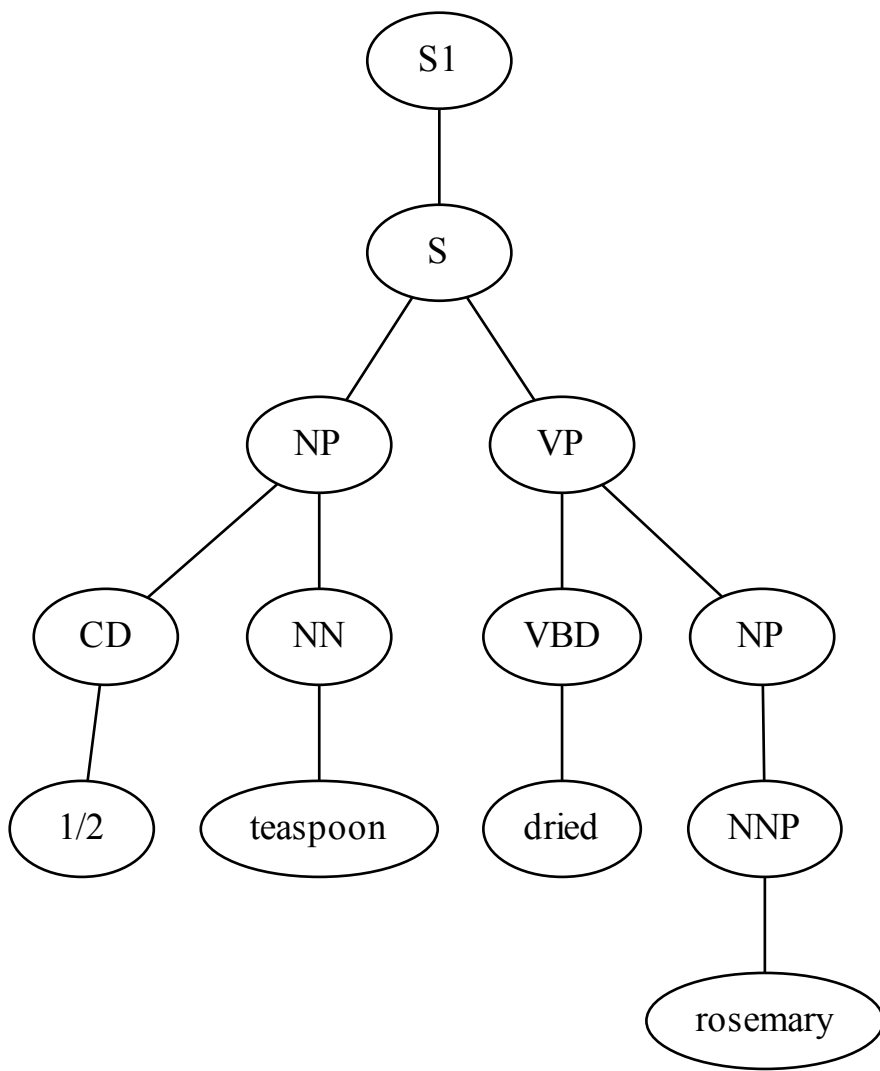 S1
S
NP VP
CD NN VBD NP
1/2 teaspoon dried NNP
rosemary